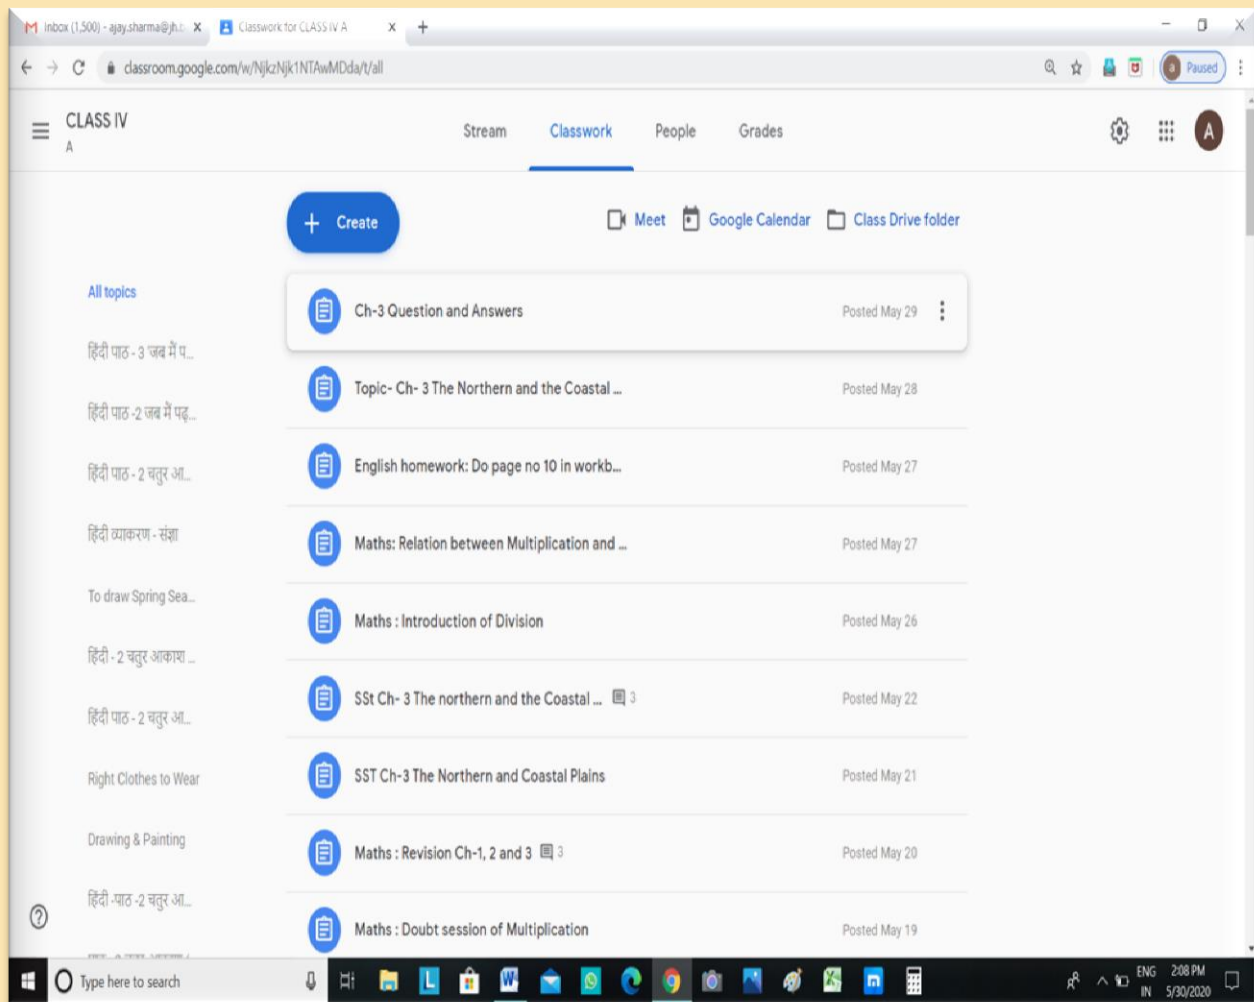 Inbox (1,500) - ajay.sharma@jh.b
Classwork for CLASS IV A
classroom.google.com/w/NjkzNjk1NTAwMDda/t/all
a Paused
CLASS IV
A
Stream Classwork People Grades
A
+ Create
Meet Google Calendar Class Drive folder
All topics
हिंदी पाठ - 3 'जब मैं प...
हिंदी पाठ -2 जब मैं पढ़...
हिंदी पाठ - 2 चतुर आ...
हिंदी व्याकरण - संज्ञा
To draw Spring Sea...
हिंदी - 2 चतुर आकाश ...
हिंदी पाठ - 2 चतुर आ...
Right Clothes to Wear
Drawing & Painting
हिंदी -पाठ -2 चतुर आ...
Ch-3 Question and Answers Posted May 29
Topic- Ch- 3 The Northern and the Coastal ... Posted May 28
English homework: Do page no 10 in workb... Posted May 27
Maths: Relation between Multiplication and ... Posted May 27
Maths : Introduction of Division Posted May 26
SSt Ch- 3 The northern and the Coastal ... 3 Posted May 22
SST Ch-3 The Northern and Coastal Plains Posted May 21
Maths : Revision Ch-1, 2 and 3 3 Posted May 20
Maths : Doubt session of Multiplication Posted May 19
Type here to search
L
ENG 2:08 PM
IN 5/30/2020